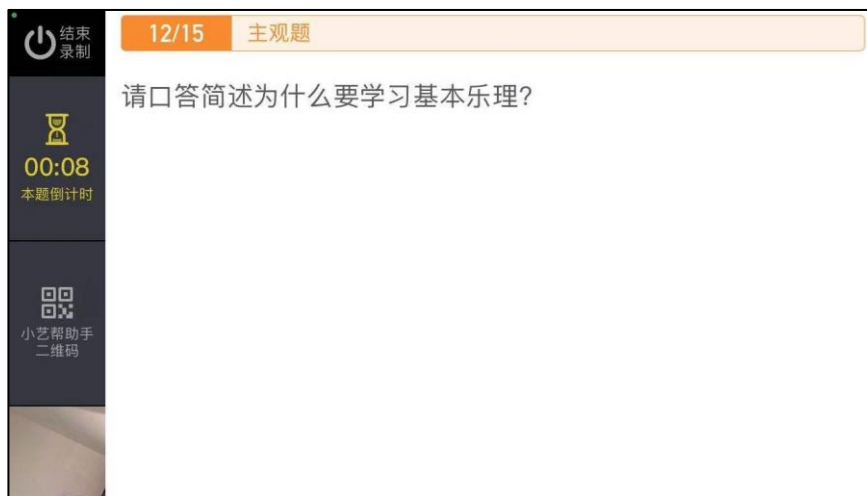 结束
录制
12/15 主观题
请口答简述为什么要学习基本乐理?
00:08
本题倒计时
小艺帮助手
二维码